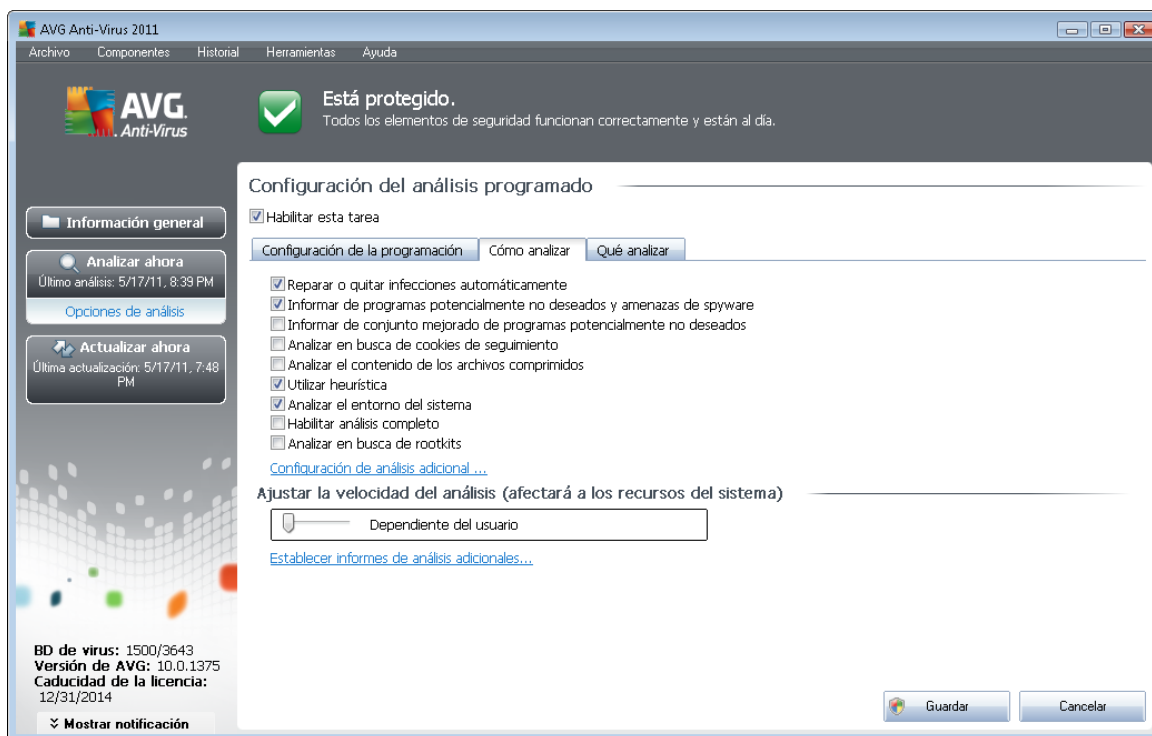 AVG Anti-Virus 2011
Archivo Componentes Historial Herramientas Ayuda
AVG.
Anti-Virus
Está protegido.
Todos los elementos de seguridad funcionan correctamente y están al día.
Información general
Analizar ahora
Último análisis: 5/17/11, 8:39 PM
Opciones de análisis
Actualizar ahora
Última actualización: 5/17/11, 7:48
PM
BD de virus: 1500/3643
Versión de AVG: 10.0.1375
Caducidad de la licencia:
12/31/2014
Mostrar notificación
Configuración del análisis programado
Habilitar esta tarea
Configuración de la programación Cómo analizar Qué analizar
Reparar o quitar infecciones automáticamente
Informar de programas potencialmente no deseados y amenazas de spyware
Informar de conjunto mejorado de programas potencialmente no deseados
Analizar en busca de cookies de seguimiento
Analizar el contenido de los archivos comprimidos
Utilizar heurística
Analizar el entorno del sistema
Habilitar análisis completo
Analizar en busca de rootkits
Configuración de análisis adicional ...
Ajustar la velocidad del análisis (afectará a los recursos del sistema)
Dependiente del usuario
Establecer informes de análisis adicionales...
Guardar Cancelar